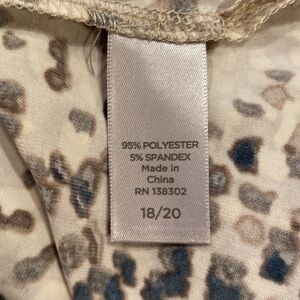 95% POLYESTER
5% SPANDEX
Made in
China
RN 138302
18/20